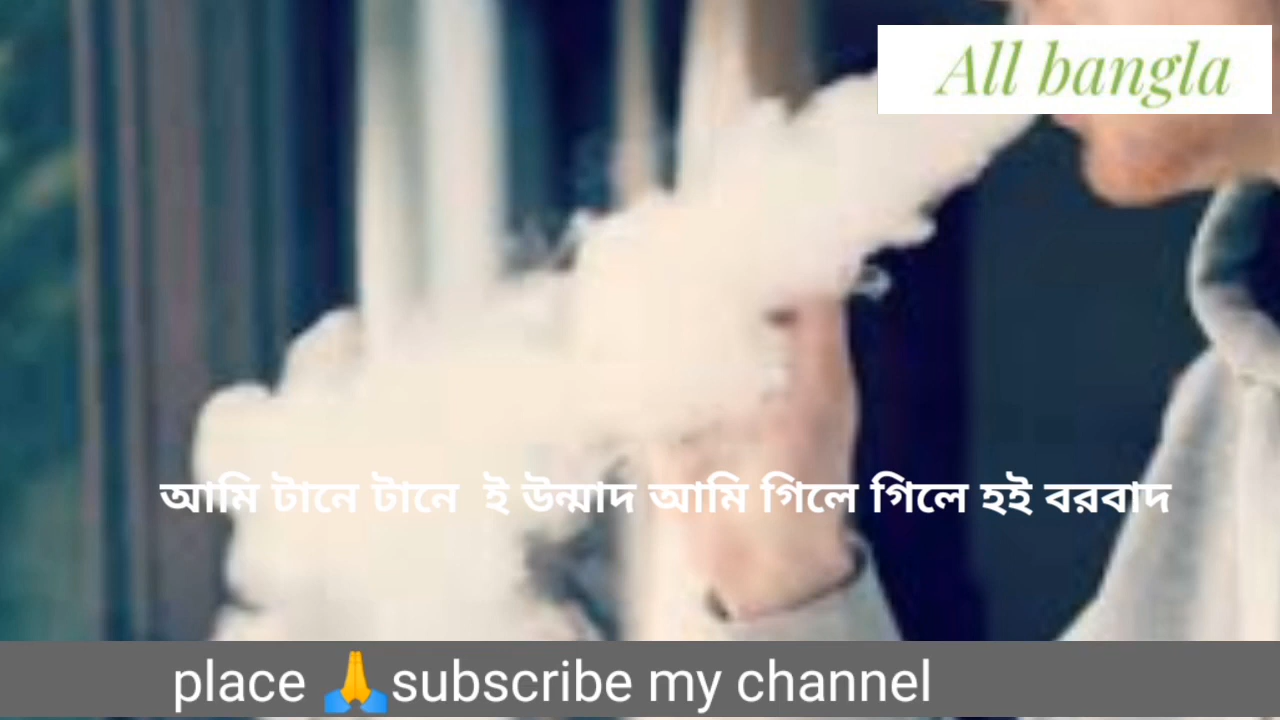 All bangla
আমি টানে টানে ই উন্মাদ আমি গিলে গিলে হই বরবাদ
place 🙏subscribe my channel